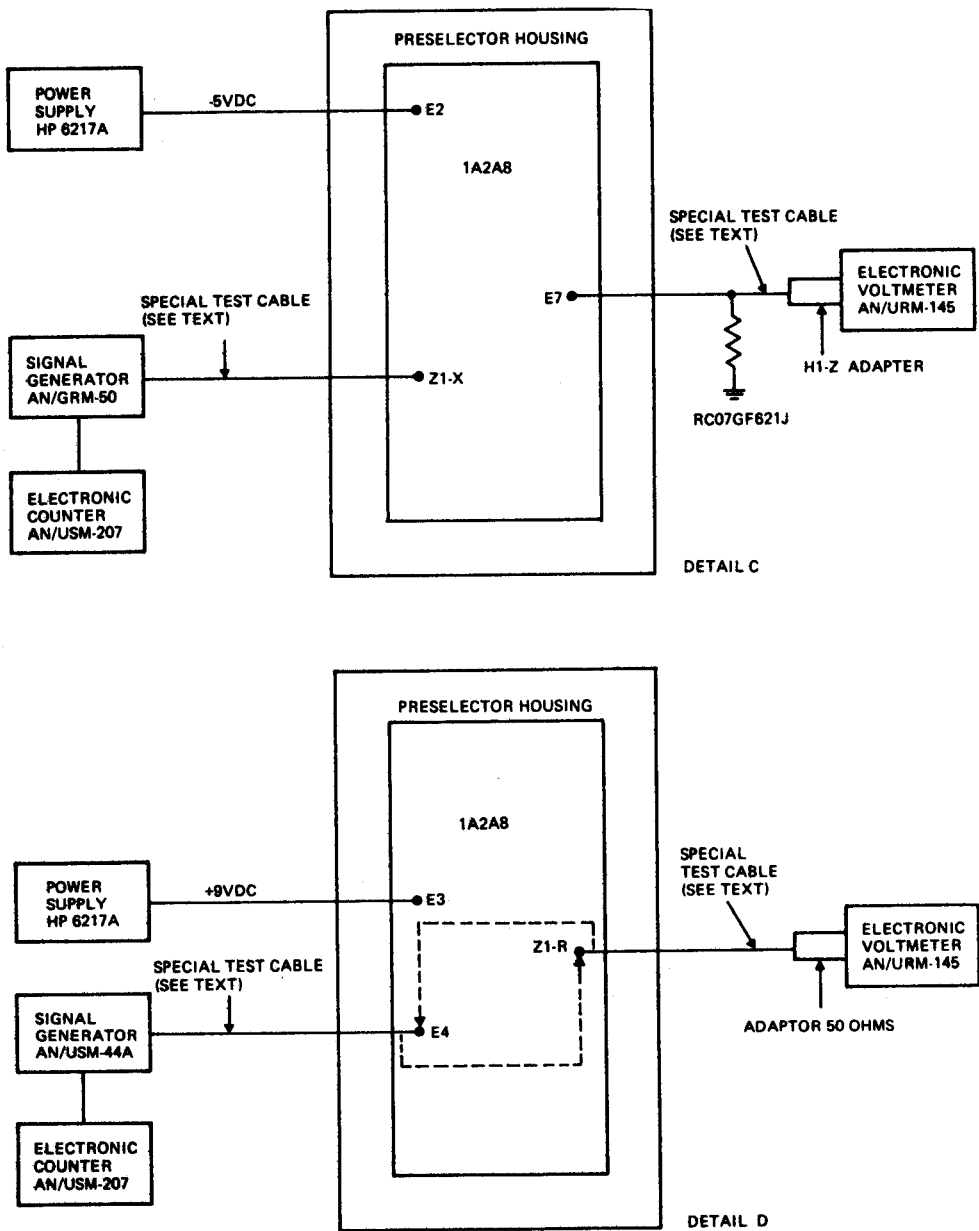 PRESELECTOR HOUSING
POWER
SUPPLY
HP 6217A
-5VDC
E2
1A2A8
SPECIAL TEST CABLE
(SEE TEXT)
ELECTRONIC
VOLTMETER
AN/URM-145
E7
SPECIAL TEST CABLE
(SEE TEXT)
H1-Z ADAPTER
SIGNAL
GENERATOR
AN/GRM-50
Z1-X
RC07GF621J
ELECTRONIC
COUNTER
AN/USM-207
DETAIL C
PRESELECTOR HOUSING
1A2A8
SPECIAL
TEST CABLE
(SEE TEXT)
POWER
SUPPLY
HP 6217A
+9VDC
E3
ELECTRONIC
VOLTMETER
AN/URM-145
Z1-R
SPECIAL TEST CABLE
(SEE TEXT)
ADAPTOR 50 OHMS
SIGNAL
GENERATOR
AN/USM-44A
E4
ELECTRONIC
COUNTER
AN/USM-207
DETAIL D